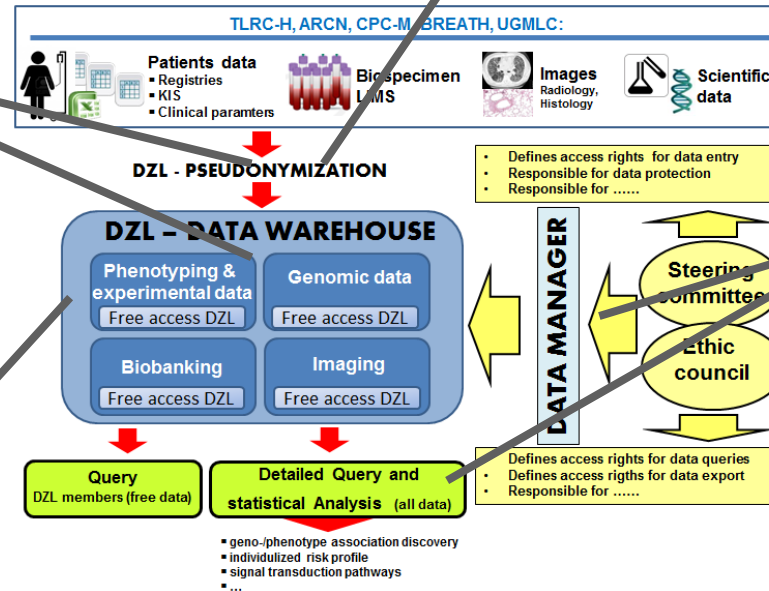 TLRC-H, ARCN, CPC-M, BREATH, UGMLC:
Patients data
▪ Registries
▪ KIS
▪ Clinical paramters
Biospecimen
LIMS
Images
Radiology,
Histology
Scientific
data
DZL - PSEUDONYMIZATION
• Defines access rights for data entry
• Responsible for data protection
• Responsible for ......
DZL – DATA WAREHOUSE
Phenotyping &
experimental data
Free access DZL
Genomic data
Free access DZL
Biobanking
Free access DZL
Imaging
Free access DZL
DATA MANAGER
Steering
committee
Ethic
council
Query
DZL members (free data)
Detailed Query and
statistical Analysis (all data)
Defines access rights for data queries
• Defines access rigths for data export
• Responsible for ......
▪ geno-/phenotype association discovery
▪ individulized risk profile
▪ signal transduction pathways
▪ ...